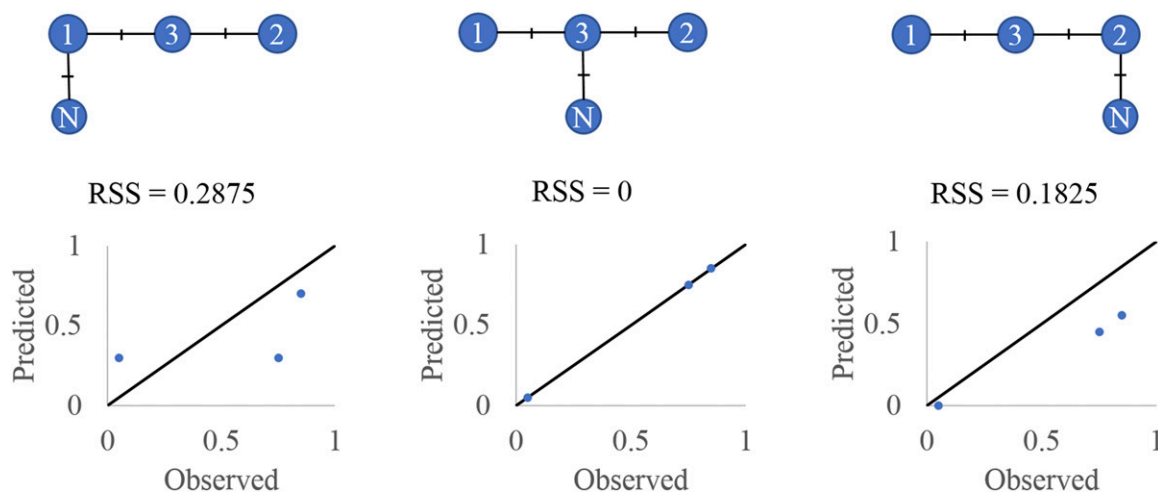 1 3 2
N
1 3 2
N
1 3 2
N
RSS = 0.2875
RSS = 0
RSS = 0.1825
1
0.5
0
Predicted
0 0.5 1
Observed
1
0.5
0
Predicted
0 0.5 1
Observed
1
0.5
0
Predicted
0 0.5 1
Observed